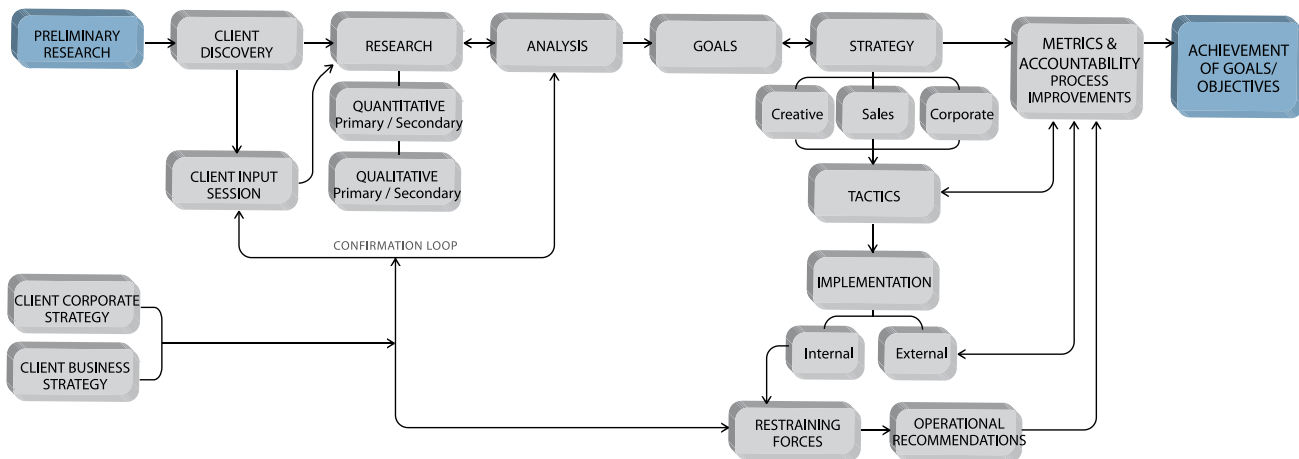 PRELIMINARY
RESEARCH
CLIENT
DISCOVERY
RESEARCH
ANALYSIS
GOALS
STRATEGY
METRICS &
ACCOUNTABILITY
PROCESS
IMPROVEMENTS
ACHIEVEMENT
OF GOALS/
OBJECTIVES
QUANTITATIVE
Primary / Secondary
Creative
Sales
Corporate
CLIENT INPUT
SESSION
QUALITATIVE
Primary / Secondary
TACTICS
CONFIRMATION LOOP
IMPLEMENTATION
CLIENT CORPORATE
STRATEGY
CLIENT BUSINESS
STRATEGY
Internal
External
RESTRAINING
FORCES
OPERATIONAL
RECOMMENDATIONS